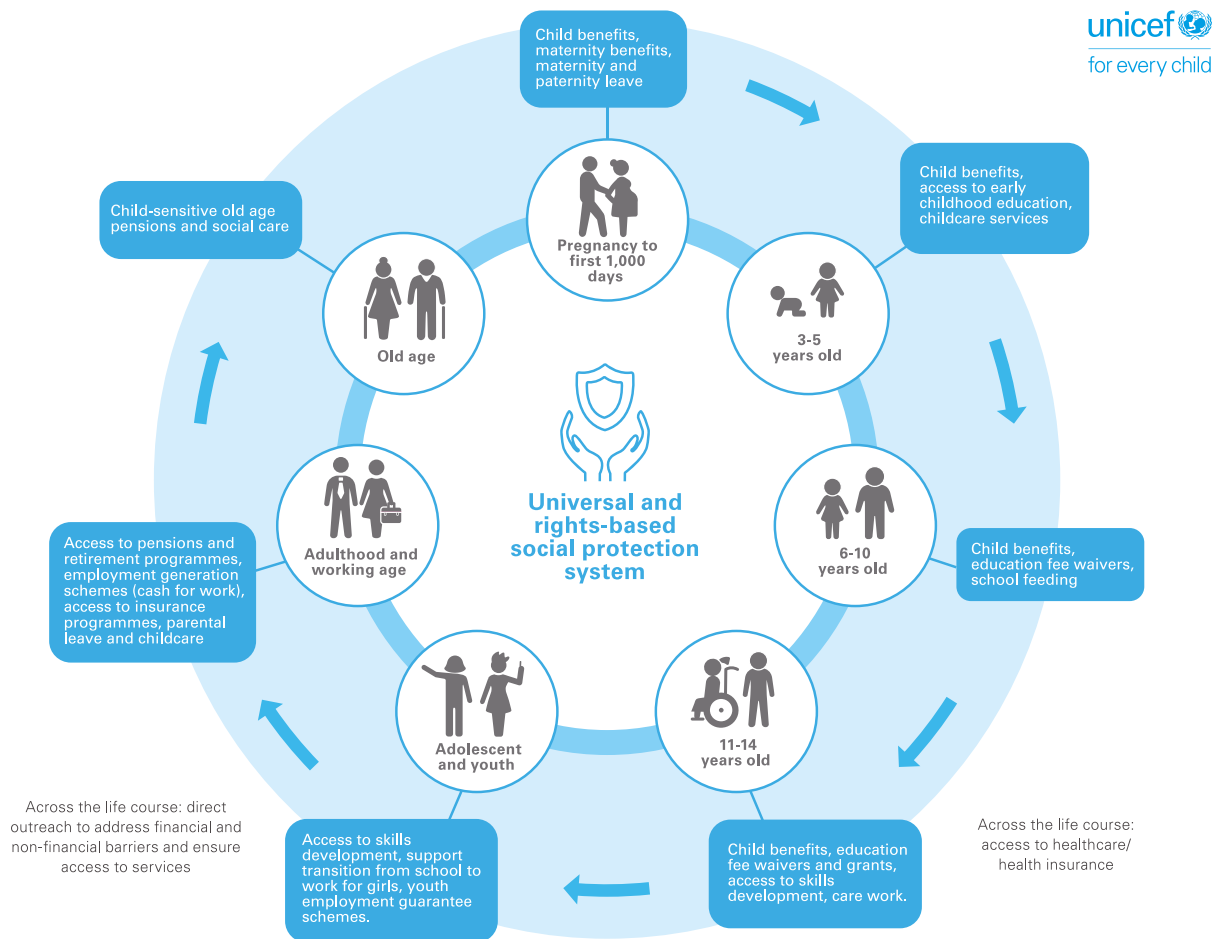 unicef
for every child
Child benefits,
maternity benefits,
maternity and
paternity leave
Pregnancy to
first 1,000
days
Child benefits,
access to early
childhood education,
childcare services
3-5
years old
Child benefits,
education fee waivers,
school feeding
6-10
years old
Child benefits, education
fee waivers and grants,
access to skills
development, care work.
11-14
years old
Access to skills
development, support
transition from school to
work for girls, youth
employment guarantee
schemes.
Adolescent
and youth
Access to pensions and
retirement programmes,
employment generation
schemes (cash for work),
access to insurance
programmes, parental
leave and childcare
Adulthood and
working age
Child-sensitive old age
pensions and social care
Old age
Universal and
rights-based
social protection
system
Across the life course: direct
outreach to address financial and
non-financial barriers and ensure
access to services
Across the life course:
access to healthcare/
health insurance